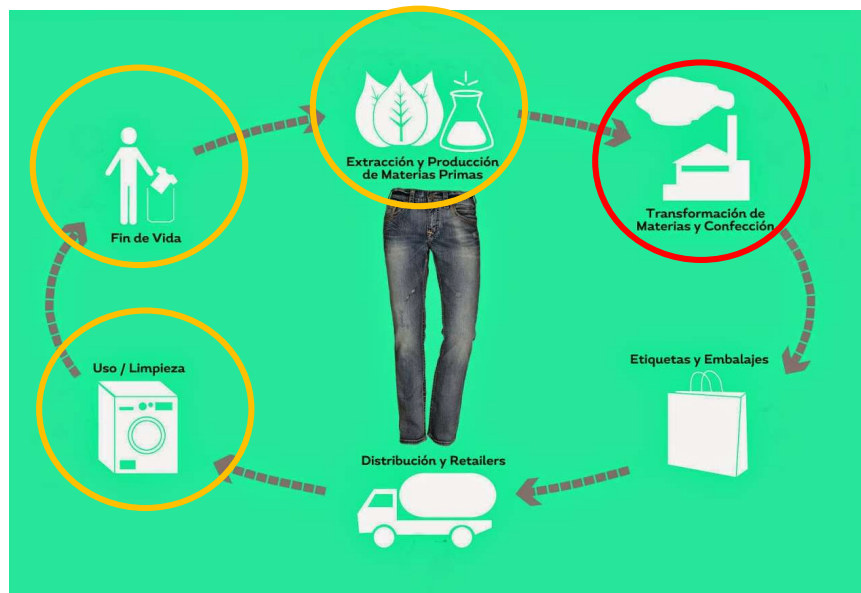 Extracción y Producción
de Materias Primas
Transformación de
Materias y Confección
Etiquetas y Embalajes
Distribución y Retailers
Uso / Limpieza
Fin de Vida